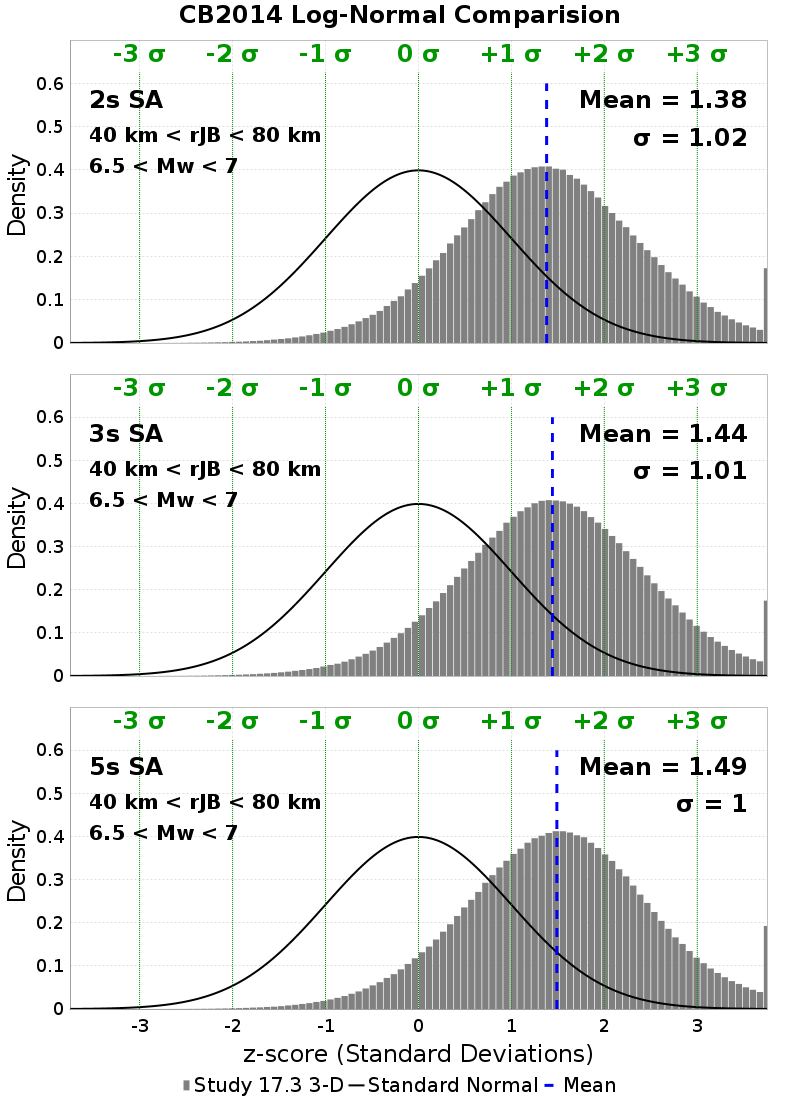 CB2014 Log-Normal Comparision
-3 σ -2 σ -1 σ 0 σ +1 σ +2 σ +3 σ
2s SA
40 km < rJB < 80 km
6.5 < Mw < 7
Mean = 1.38
σ = 1.02
0.6
0.5
0.4
0.3
0.2
0.1
0
Density
-3 σ -2 σ -1 σ 0 σ +1 σ +2 σ +3 σ
3s SA
40 km < rJB < 80 km
6.5 < Mw < 7
Mean = 1.44
σ = 1.01
0.6
0.5
0.4
0.3
0.2
0.1
0
Density
-3 σ -2 σ -1 σ 0 σ +1 σ +2 σ +3 σ
5s SA
40 km < rJB < 80 km
6.5 < Mw < 7
Mean = 1.49
σ = 1
0.6
0.5
0.4
0.3
0.2
0.1
0
Density
-3 -2 -1 0 1 2 3
z-score (Standard Deviations)
Study 17.3 3-D Standard Normal Mean